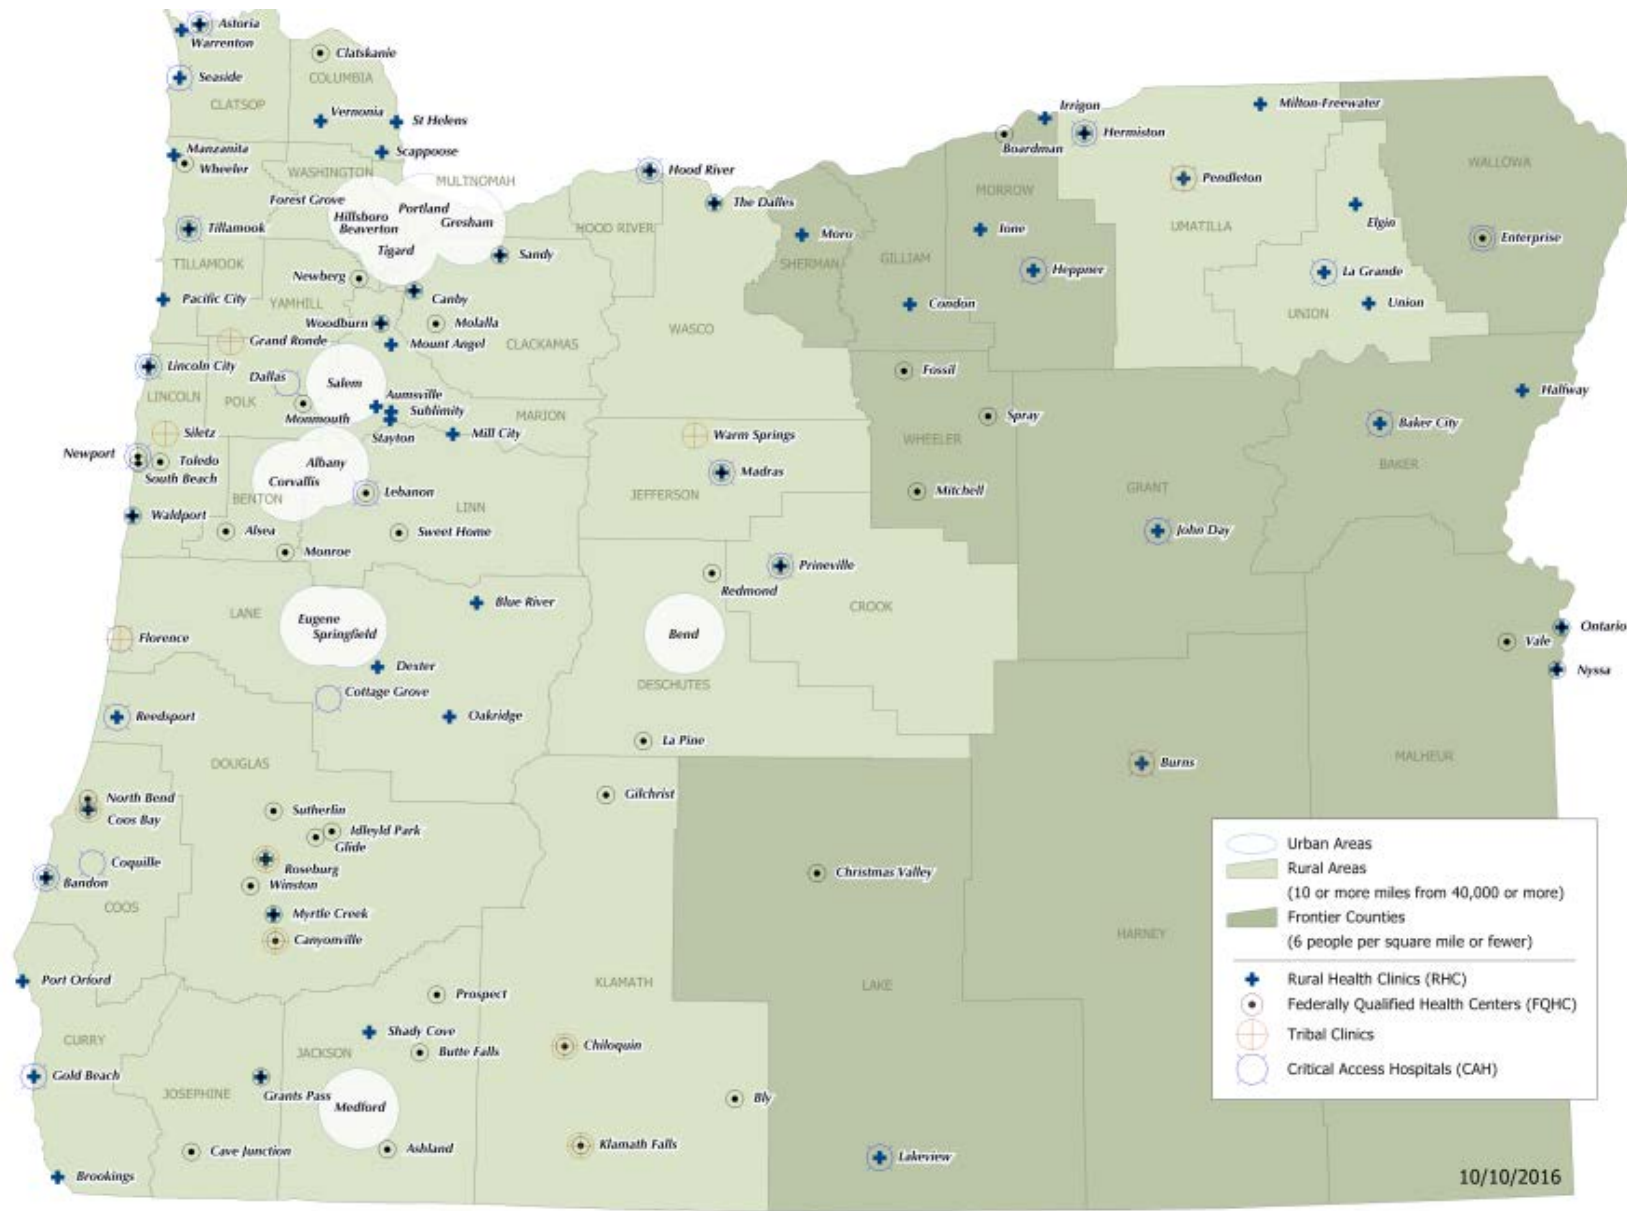 Astoria
Warrenton
Clatskanie
COLUMBIA
Seaside
CLATSOP
Vernonia
St Helens
Irrigon
Milton-Freewater
Hermiston
Boardman
Manzanita
Wheeler
Scappoose
WASHINGTON
MULTNOMAH
Hood River
WALLOWA
Pendleton
MORROW
Forest Grove
Portland
Hillsboro
Beaverton
Gresham
The Dalles
Tillamook
HOOD RIVER
Moro
Ione
UMATILLA
Elgin
Enterprise
Tigard
Sandy
TILLAMOOK
SHERMAN
GILLIAM
Heppner
La Grande
Newberg
Pacific City
YAMHILL
Canby
Condon
Union
UNION
Woodburn
Molalla
WASCO
Grand Ronde
Mount Angel
CLACKAMAS
Lincoln City
Dallas
Salem
Fossil
Halfway
LINCOLN
POLK
Aumsville
Monmouth
Sublimity
MARION
Spray
Baker City
Siletz
Stayton
Mill City
Warm Springs
WHEELER
Newport
Toledo
South Beach
Albany
Corvallis
Madras
BAKER
BENTON
Lebanon
LINN
JEFFERSON
Mitchell
GRANT
Waldport
Alsea
Sweet Home
John Day
Monroe
Prineville
Redmond
LANE
Blue River
CROOK
Eugene
Springfield
Bend
Florence
Ontario
Vale
Dexter
Nyssa
Cottage Grove
DESCHUTES
Reedsport
Oakridge
La Pine
DOUGLAS
Burns
MALHEUR
North Bend
Coos Bay
Sutherlin
Gilchrist
Idleyld Park
Glide
Coquille
Roseburg
Christmas Valley
Bandon
Winston
COOS
Myrtle Creek
HARNEY
Canyonville
Port Orford
Prospect
KLAMATH
LAKE
Shady Cove
CURRY
JACKSON
Butte Falls
Chiloquin
Gold Beach
JOSEPHINE
Grants Pass
Medford
Bly
Cave Junction
Ashland
Klamath Falls
Lakeview
Brookings
Urban Areas
Rural Areas
(10 or more miles from 40,000 or more)
Frontier Counties
(6 people per square mile or fewer)
Rural Health Clinics (RHC)
Federally Qualified Health Centers (FQHC)
Tribal Clinics
Critical Access Hospitals (CAH)
10/10/2016